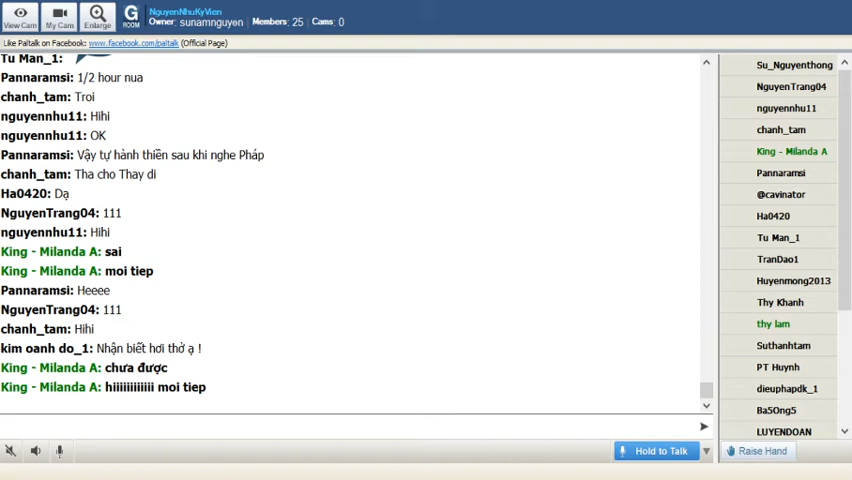 View Cam
My Cam
Enlarge
G
ROOM
NguyenNhuKyVien
Owner: sunamnguyen Members: 25 Cams: 0
Like Paltalk on Facebook: www.facebook.com/paltalk (Official Page)
Tu Man_1:
Pannaramsi: 1/2 hour nua
chanh_tam: Troi
nguyennhu11: Hihi
nguyennhu11: OK
Pannaramsi: Vậy tự hành thiền sau khi nghe Pháp
chanh_tam: Tha cho Thay di
Ha0420: Dạ
NguyenTrang04: 111
nguyennhu11: Hihi
King - Milanda A: sai
King - Milanda A: moi tiep
Pannaramsi: Heeee
NguyenTrang04: 111
chanh_tam: Hihi
kim oanh do_1: Nhận biết hơi thở ạ !
King - Milanda A: chưa được
King - Milanda A: hiiiiiiiiiiiii moi tiep
Su_Nguyenthong
NguyenTrang04
nguyennhu11
chanh_tam
King - Milanda A
Pannaramsi
@cavinator
Ha0420
Tu Man_1
TranDao1
Huyenmong2013
Thy Khanh
thy lam
Suthanhtam
PT Huynh
dieuphapdk_1
Ba5Ong5
LUYENDOAN
Hold to Talk
Raise Hand